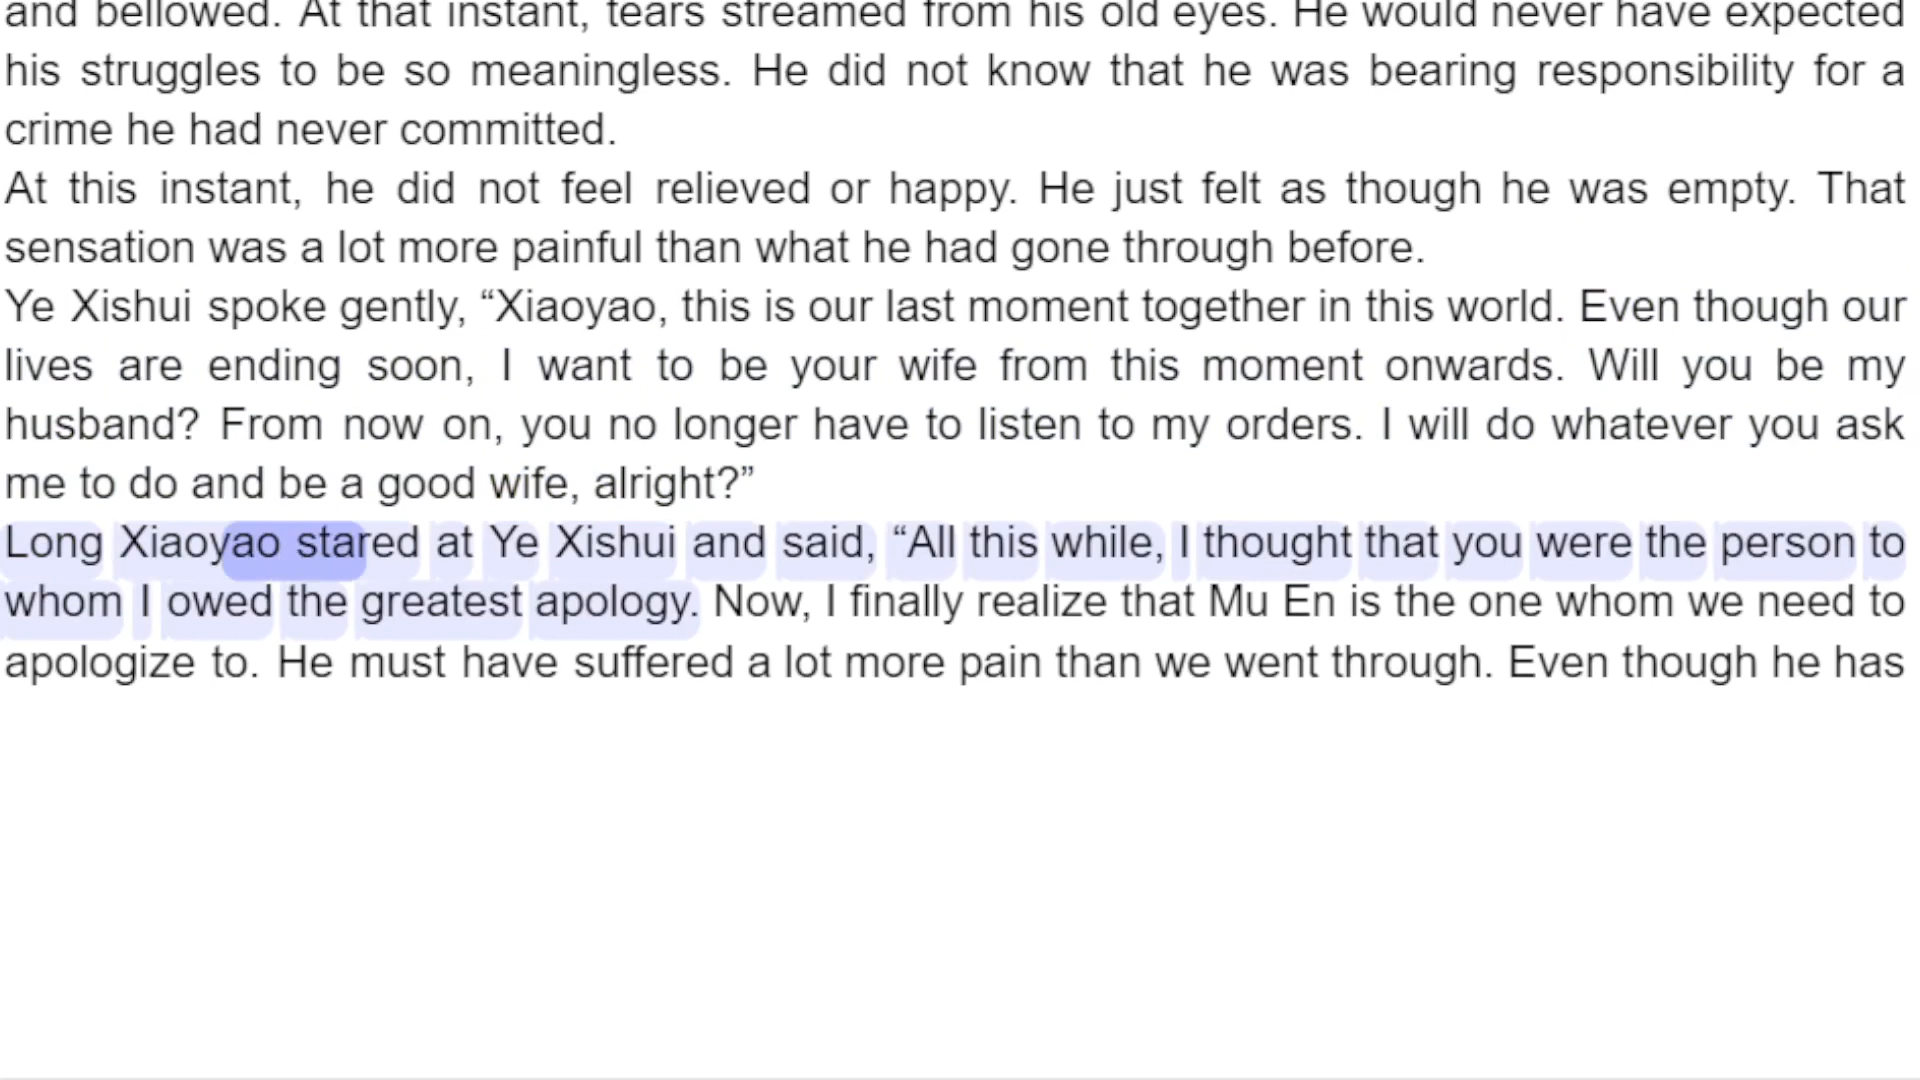 and bellowed. At that instant, tears streamed from his old eyes. He would never have expected
his struggles to be so meaningless. He did not know that he was bearing responsibility for a
crime he had never committed.
At this instant, he did not feel relieved or happy. He just felt as though he was empty. That
sensation was a lot more painful than what he had gone through before.
Ye Xishui spoke gently, “Xiaoyao, this is our last moment together in this world. Even though our
lives are ending soon, I want to be your wife from this moment onwards. Will you be my
husband? From now on, you no longer have to listen to my orders. I will do whatever you ask
me to do and be a good wife, alright?”
Long Xiaoyao stared at Ye Xishui and said, “All this while, I thought that you were the person to
whom I owed the greatest apology. Now, I finally realize that Mu En is the one whom we need to
apologize to. He must have suffered a lot more pain than we went through. Even though he has